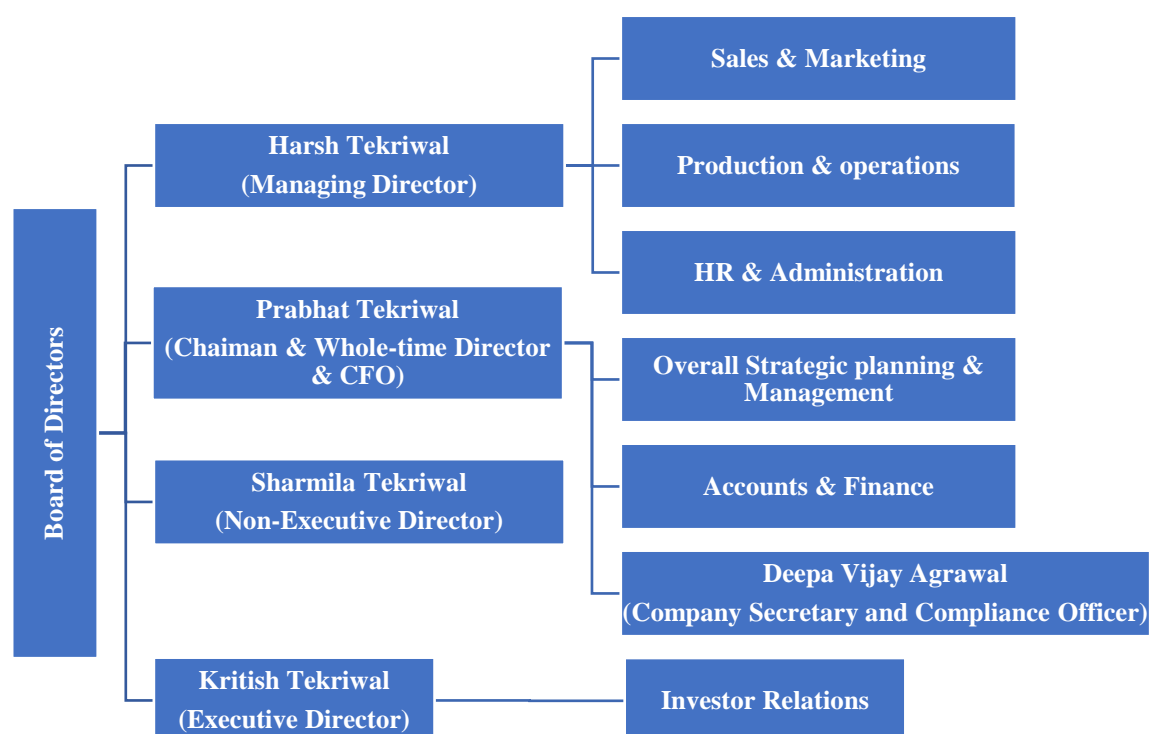 Board of Directors
Harsh Tekriwal
(Managing Director)
Sales & Marketing
Production & operations
HR & Administration
Prabhat Tekriwal
(Chaiman & Whole-time Director
& CFO)
Overall Strategic planning &
Management
Accounts & Finance
Deepa Vijay Agrawal
(Company Secretary and Compliance Officer)
Sharmila Tekriwal
(Non-Executive Director)
Kritish Tekriwal
(Executive Director)
Investor Relations